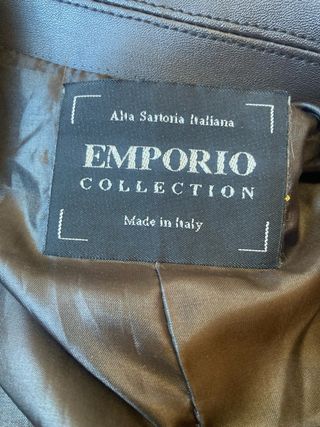 Alta Sartoria Italiana
EMPORIO
COLLECTION
Made in Italy